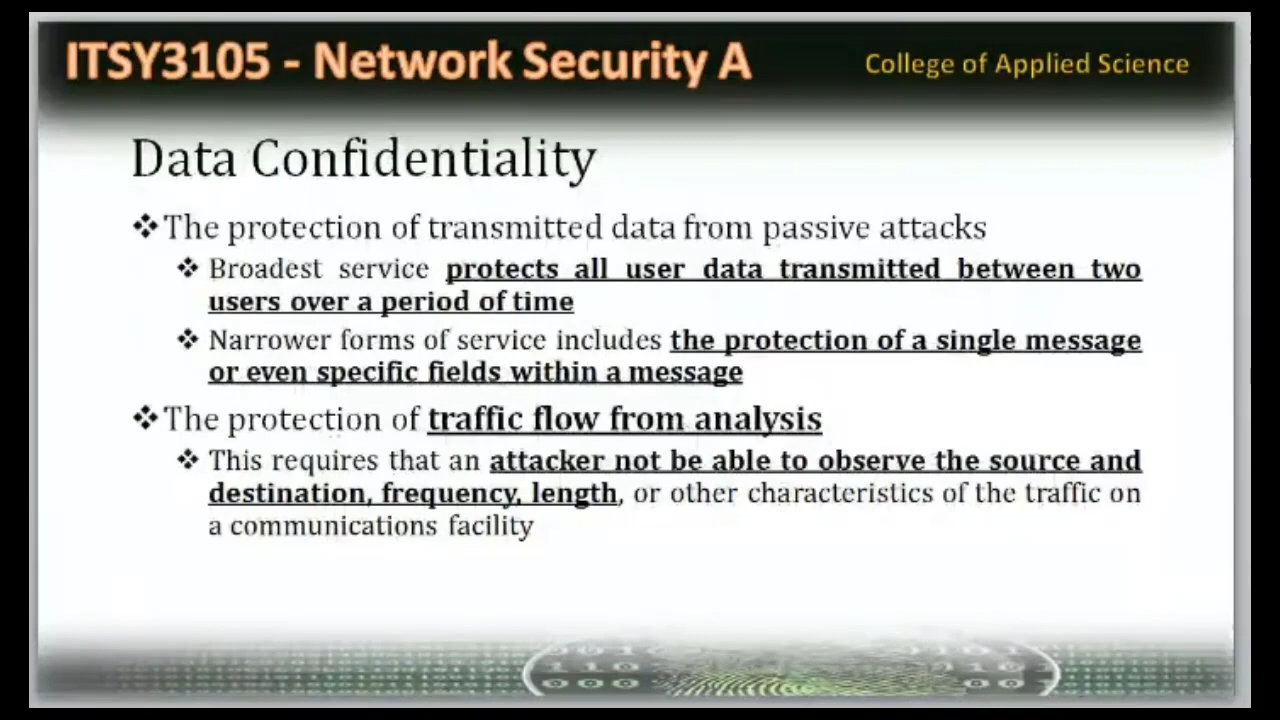 ITSY3105 - Network Security A
College of Applied Science
Data Confidentiality
❖The protection of transmitted data from passive attacks
❖ Broadest service protects all user data transmitted between two
users over a period of time
❖ Narrower forms of service includes the protection of a single message
or even specific fields within a message
❖The protection of traffic flow from analysis
❖ This requires that an attacker not be able to observe the source and
destination, frequency, length, or other characteristics of the traffic on
a communications facility